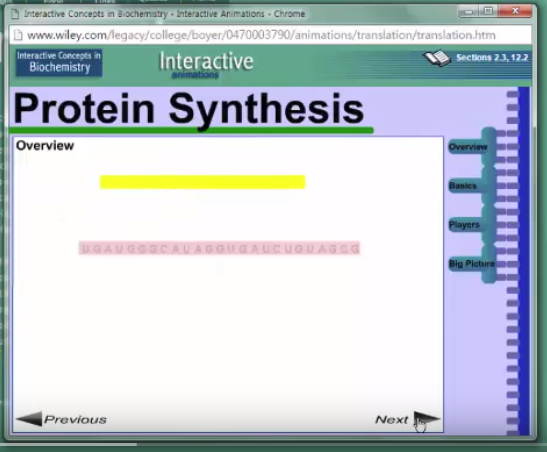 Interactive Concepts in Biochemistry - Interactive Animations - Chrome
www.wiley.com/legacy/college/boyer/0470003790/animations/translation/translation.htm
Interactive Concepts in
Biochemistry
Interactive
animations
Sections 2.3, 12.2
Protein Synthesis
Overview
Overview
Basics
Players
Big Picture
UGAUGGGCAUAGGUGAUCUGUAGCG
Previous
Next